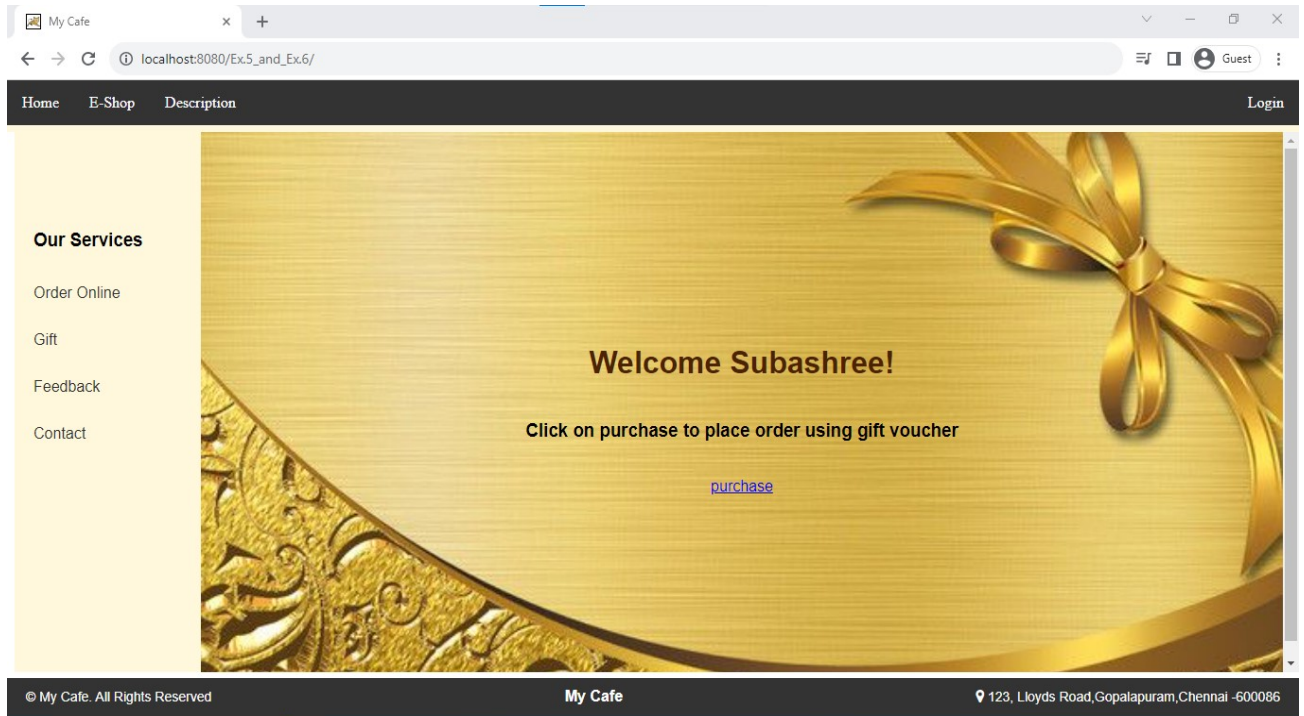 My Cafe
localhost:8080/Ex.5_and_Ex.6/
Guest
Home E-Shop Description Login
Our Services
Order Online
Gift
Feedback
Contact
Welcome Subashree!
Click on purchase to place order using gift voucher
purchase
© My Cafe. All Rights Reserved My Cafe 123, Lloyds Road,Gopalapuram,Chennai -600086